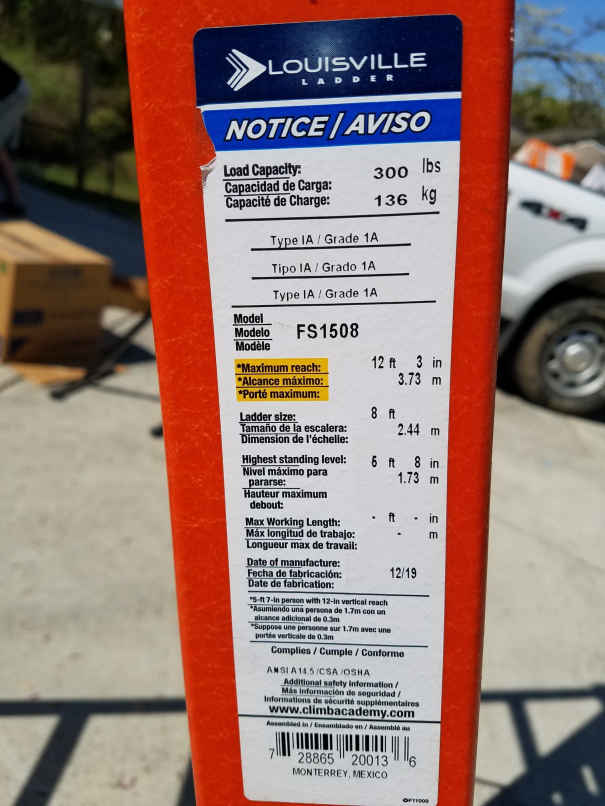 LOUISVILLE
LADDER
NOTICE / AVISO
Load Capacity: 300 lbs
Capacidad de Carga:
Capacité de Charge: 136 kg
Type IA / Grade 1A
Tipo IA / Grado 1A
Type IA / Grade 1A
Model
Modelo FS1508
Modèle
*Maximum reach: 12 ft 3 in
*Alcance máximo: 3.73 m
*Porté maximum:
Ladder size: 8 ft
Tamaño de la escalera: 2.44 m
Dimension de l'échelle:
Highest standing level: 5 ft 8 in
Nivel máximo para 1.73 m
pararse:
Hauteur maximum
debout:
Max Working Length: - ft - in
Máx longitud de trabajo: - m
Longueur max de travail:
Date of manufacture:
Fecha de fabricación: 12/19
Date de fabrication:
*5-ft 7-in person with 12-in vertical reach
*Asumiendo una persona de 1.7m con un
alcance adicional de 0.3m
*Suppose une personne sur 1.7m avec une
portée verticale de 0.3m
Complies / Cumple / Conforme
ANSI A14.5 /CSA /OSHA
Additional safety information /
Más información de seguridad /
Informations de sécurité supplémentaires
www.climbacademy.com
Assembled in / Ensamblado en / Assemblé au
7 28865 20013 6
MONTERREY, MEXICO
4x4